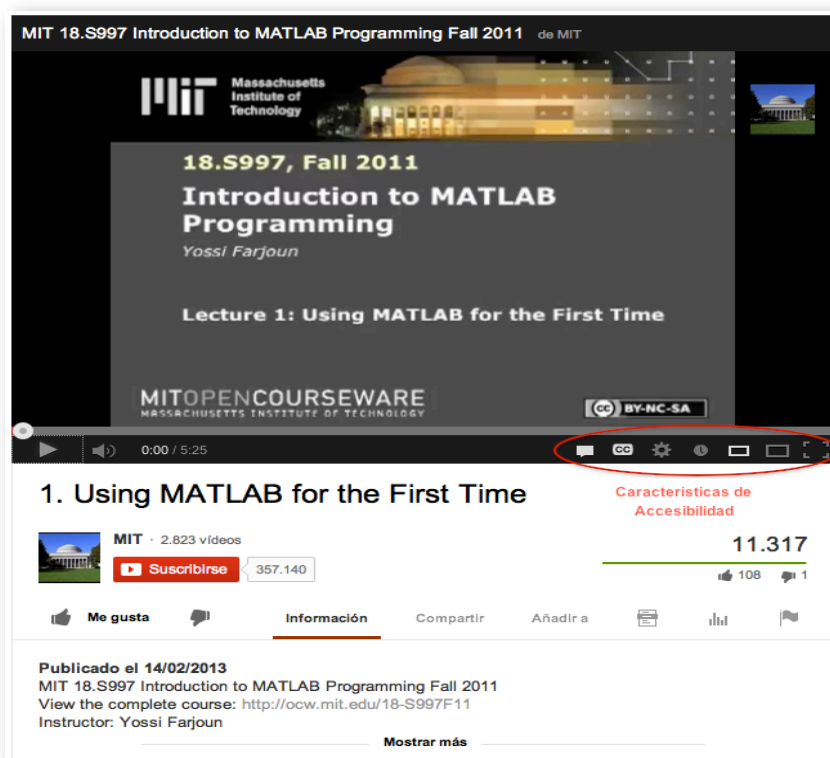 MIT 18.S997 Introduction to MATLAB Programming Fall 2011 de MIT
Massachusetts
Institute of
Technology
18.S997, Fall 2011
Introduction to MATLAB
Programming
Yossi Farjoun
Lecture 1: Using MATLAB for the First Time
MITOPENCOURSEWARE
MASSACHUSETTS INSTITUTE OF TECHNOLOGY
cc BY-NC-SA
0:00 / 5:25
CC
1. Using MATLAB for the First Time
Caracteristicas de
Accesibilidad
MIT · 2.823 vídeos
11.317
Suscribirse 357.140
108 1
Me gusta Información Compartir Añadir a
Publicado el 14/02/2013
MIT 18.S997 Introduction to MATLAB Programming Fall 2011
View the complete course: http://ocw.mit.edu/18-S997F11
Instructor: Yossi Farjoun
Mostrar más